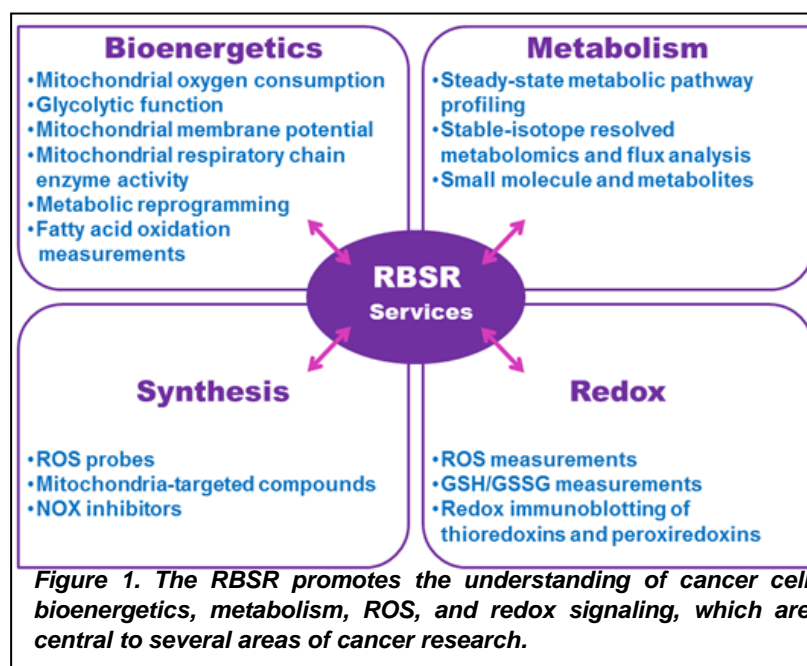 Bioenergetics
•Mitochondrial oxygen consumption
•Glycolytic function
•Mitochondrial membrane potential
•Mitochondrial respiratory chain
enzyme activity
•Metabolic reprogramming
•Fatty acid oxidation
measurements
Metabolism
•Steady-state metabolic pathway
profiling
•Stable-isotope resolved
metabolomics and flux analysis
•Small molecule and metabolites
RBSR
Services
Synthesis
•ROS probes
•Mitochondria-targeted compounds
•NOX inhibitors
Redox
•ROS measurements
•GSH/GSSG measurements
•Redox immunoblotting of
thioredoxins and peroxiredoxins
Figure 1. The RBSR promotes the understanding of cancer cell
bioenergetics, metabolism, ROS, and redox signaling, which are
central to several areas of cancer research.